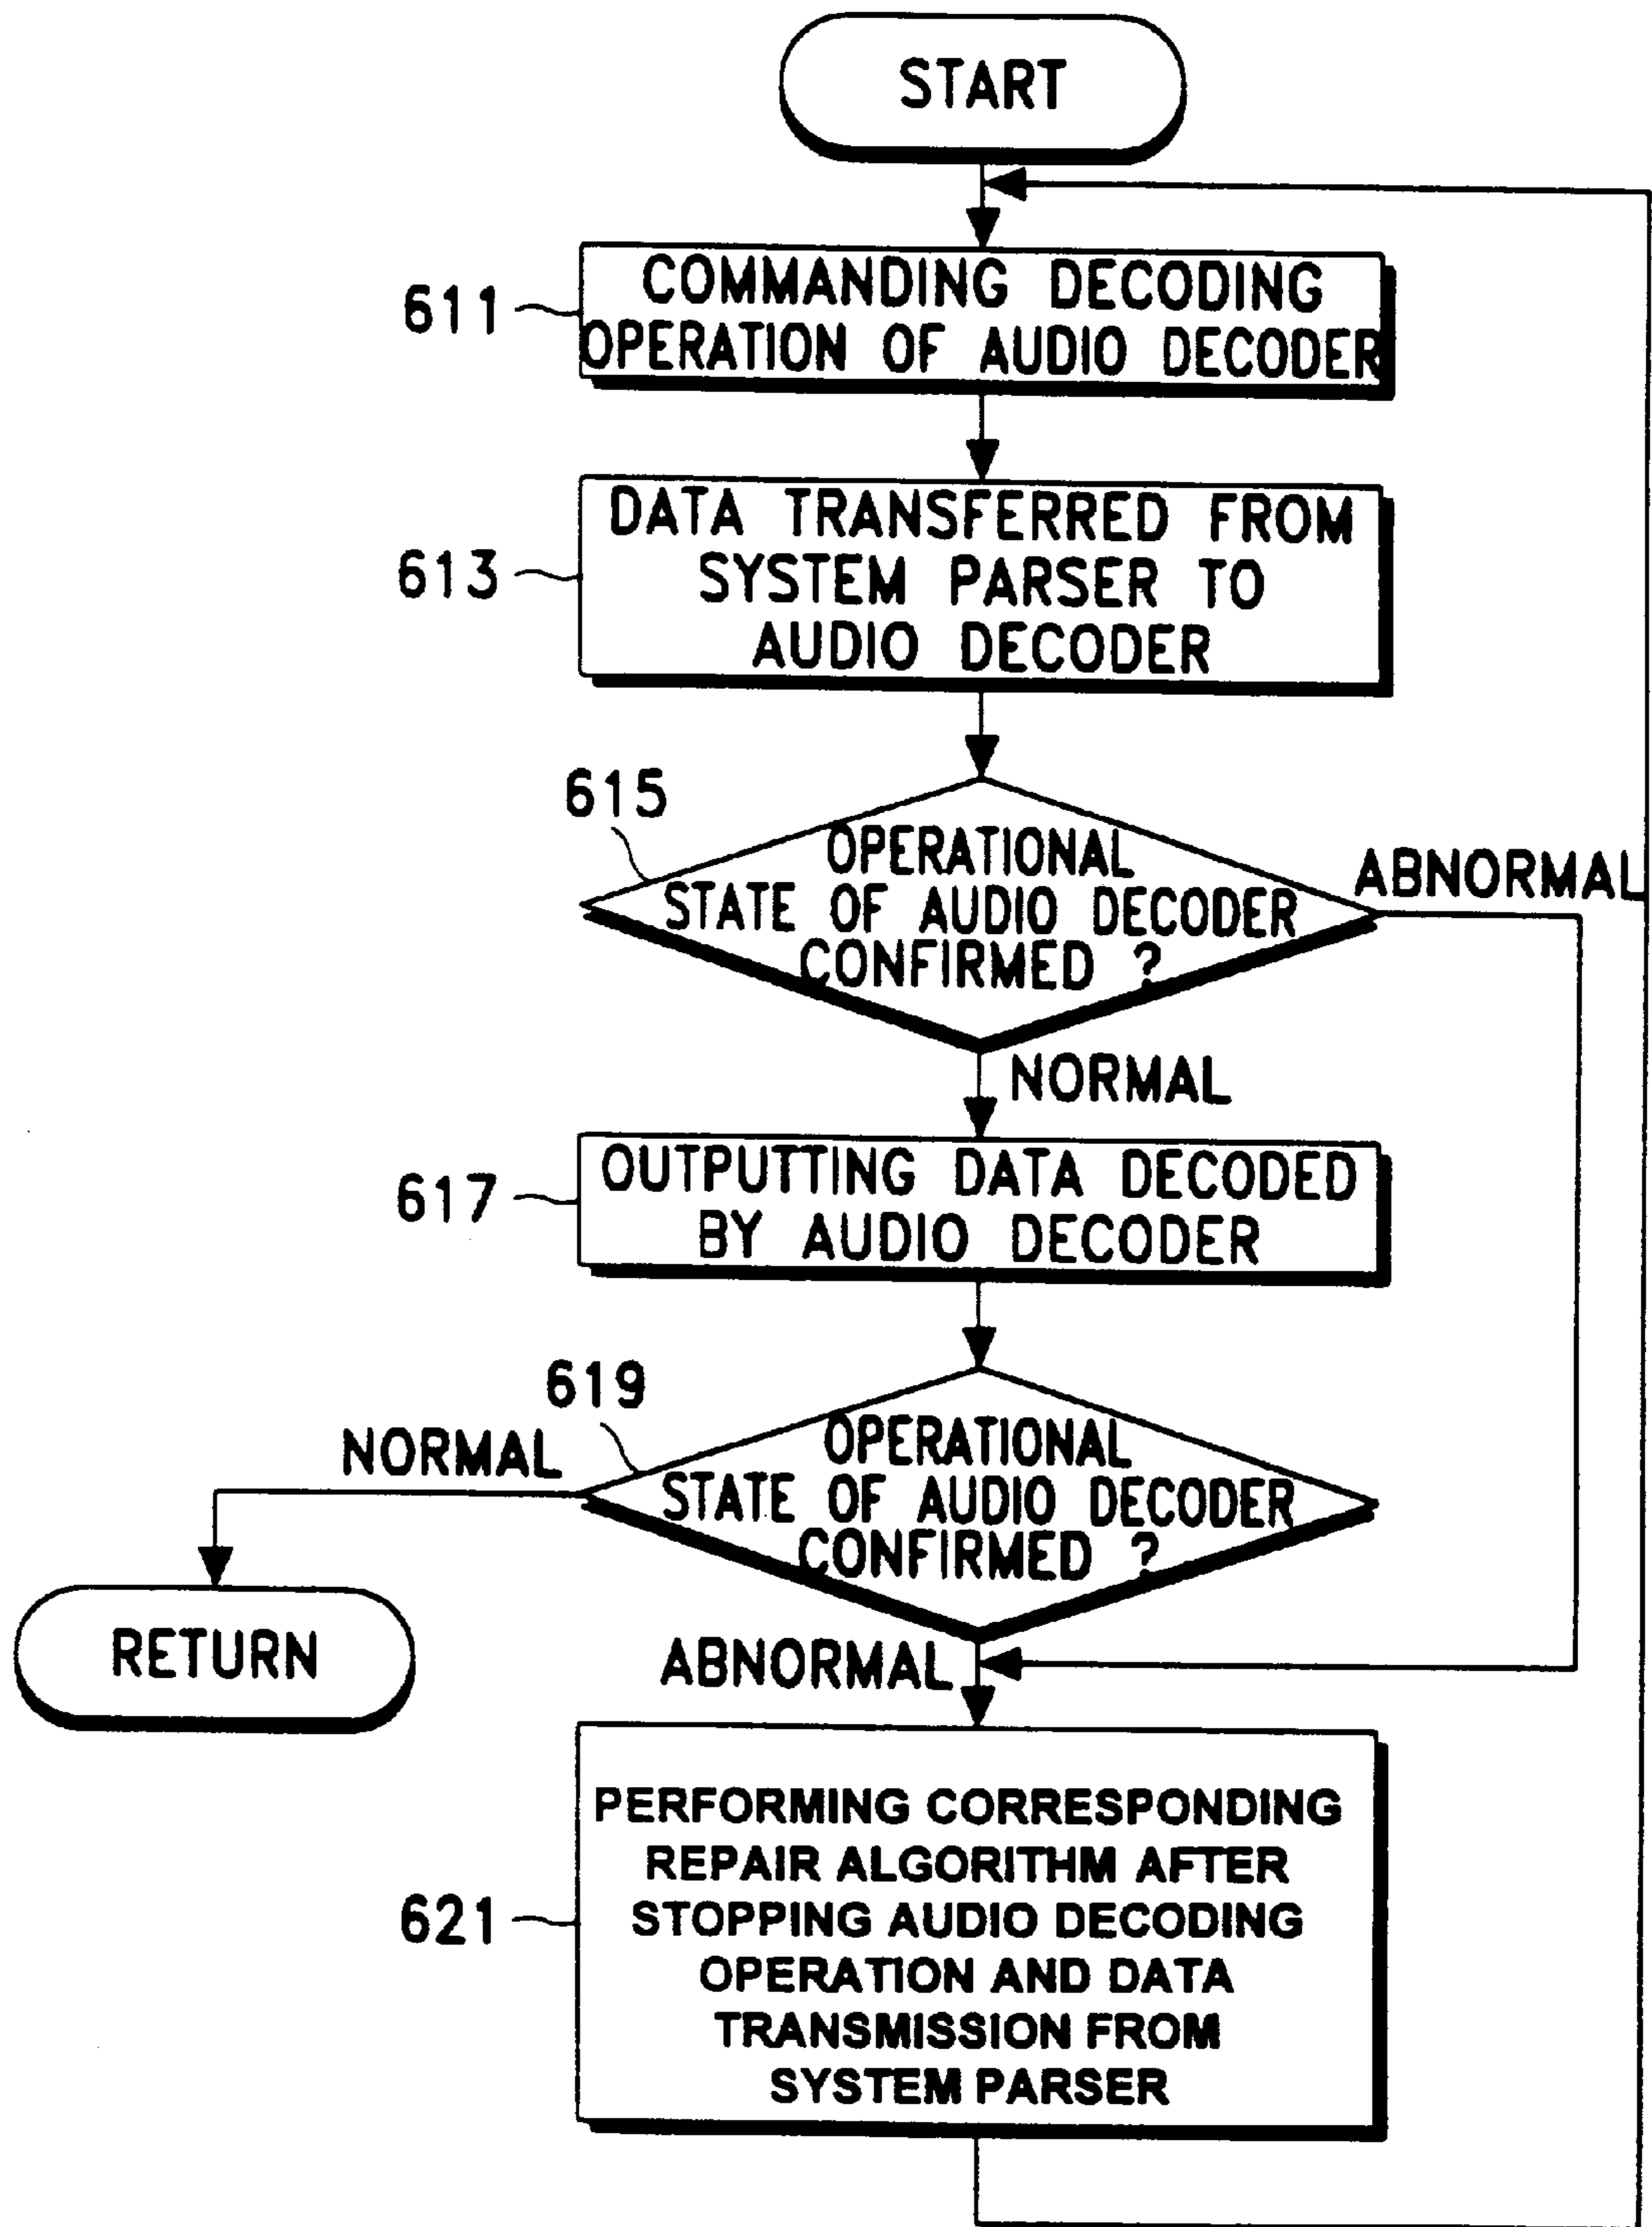 START
611
COMMANDING DECODING
OPERATION OF AUDIO DECODER
613
DATA TRANSFERRED FROM
SYSTEM PARSER TO
AUDIO DECODER
615
OPERATIONAL
STATE OF AUDIO DECODER
CONFIRMED ?
ABNORMAL
NORMAL
617
OUTPUTTING DATA DECODED
BY AUDIO DECODER
619
OPERATIONAL
STATE OF AUDIO DECODER
CONFIRMED ?
NORMAL
RETURN
ABNORMAL
621
PERFORMING CORRESPONDING
REPAIR ALGORITHM AFTER
STOPPING AUDIO DECODING
OPERATION AND DATA
TRANSMISSION FROM
SYSTEM PARSER